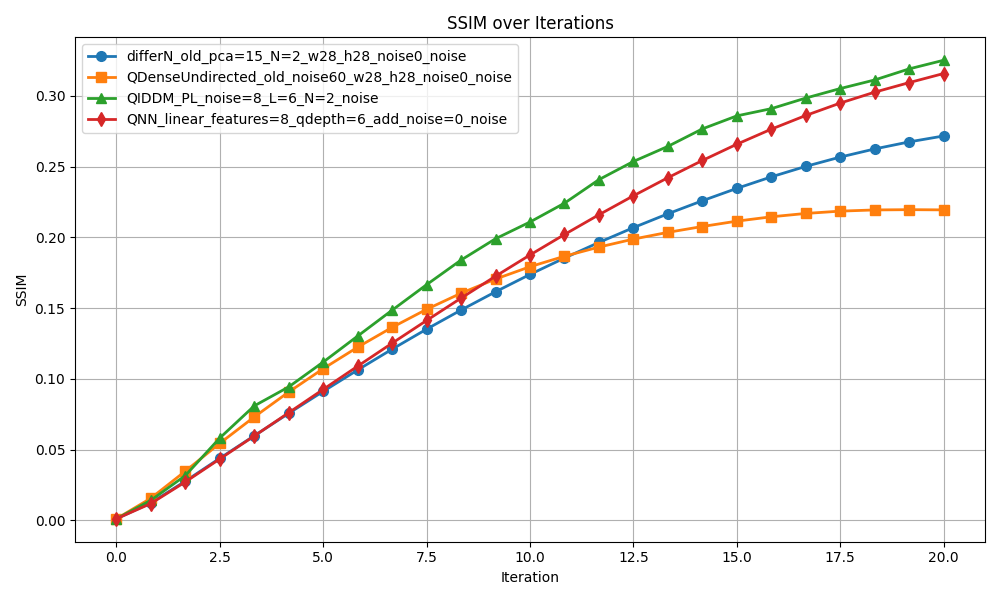 SSIM over Iterations
differN_old_pca=15_N=2_w28_h28_noise0_noise
QDenseUndirected_old_noise60_w28_h28_noise0_noise
QIDDM_PL_noise=8_L=6_N=2_noise
QNN_linear_features=8_qdepth=6_add_noise=0_noise
SSIM
0.30
0.25
0.20
0.15
0.10
0.05
0.00
0.0 2.5 5.0 7.5 10.0 12.5 15.0 17.5 20.0
Iteration